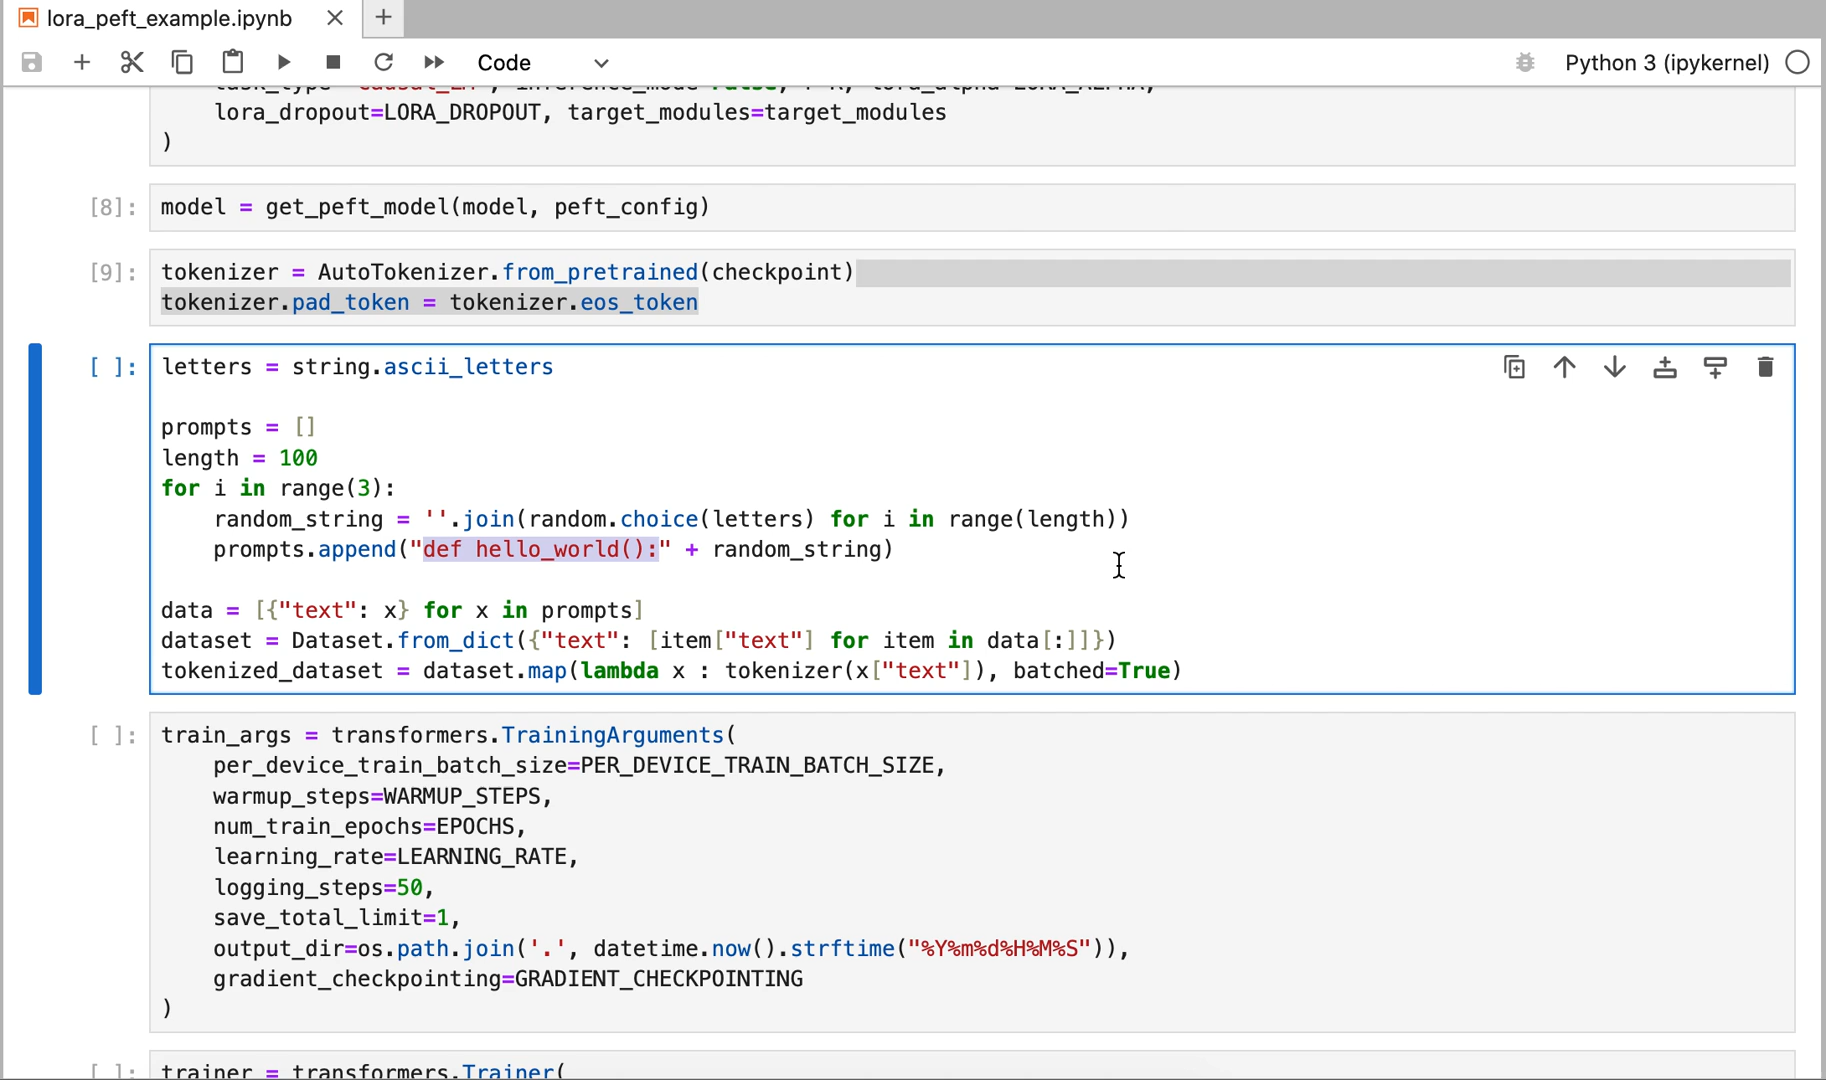 lora_peft_example.ipynb
Code
Python 3 (ipykernel)
lora_dropout=LORA_DROPOUT, target_modules=target_modules
)
[8]: model = get_peft_model(model, peft_config)
[9]: tokenizer = AutoTokenizer.from_pretrained(checkpoint)
tokenizer.pad_token = tokenizer.eos_token
[ ]: letters = string.ascii_letters
prompts = []
length = 100
for i in range(3):
    random_string = ''.join(random.choice(letters) for i in range(length))
    prompts.append("def hello_world():" + random_string)
data = [{"text": x} for x in prompts]
dataset = Dataset.from_dict({"text": [item["text"] for item in data[:]]})
tokenized_dataset = dataset.map(lambda x : tokenizer(x["text"]), batched=True)
[ ]: train_args = transformers.TrainingArguments(
    per_device_train_batch_size=PER_DEVICE_TRAIN_BATCH_SIZE,
    warmup_steps=WARMUP_STEPS,
    num_train_epochs=EPOCHS,
    learning_rate=LEARNING_RATE,
    logging_steps=50,
    save_total_limit=1,
    output_dir=os.path.join('.', datetime.now().strftime("%Y%m%d%H%M%S")),
    gradient_checkpointing=GRADIENT_CHECKPOINTING
)
[ ]: trainer = transformers.Trainer(